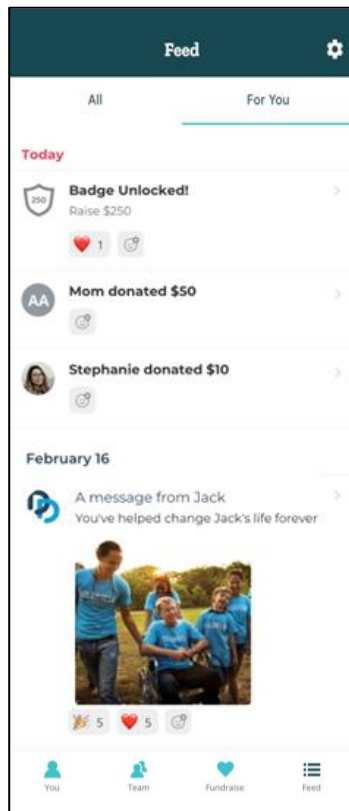 Feed
All For You
Today
250
Badge Unlocked!
Raise $250
1
AA
Mom donated $50
Stephanie donated $10
February 16
A message from Jack
You've helped change Jack's life forever
5 5
You Team Fundraise Feed